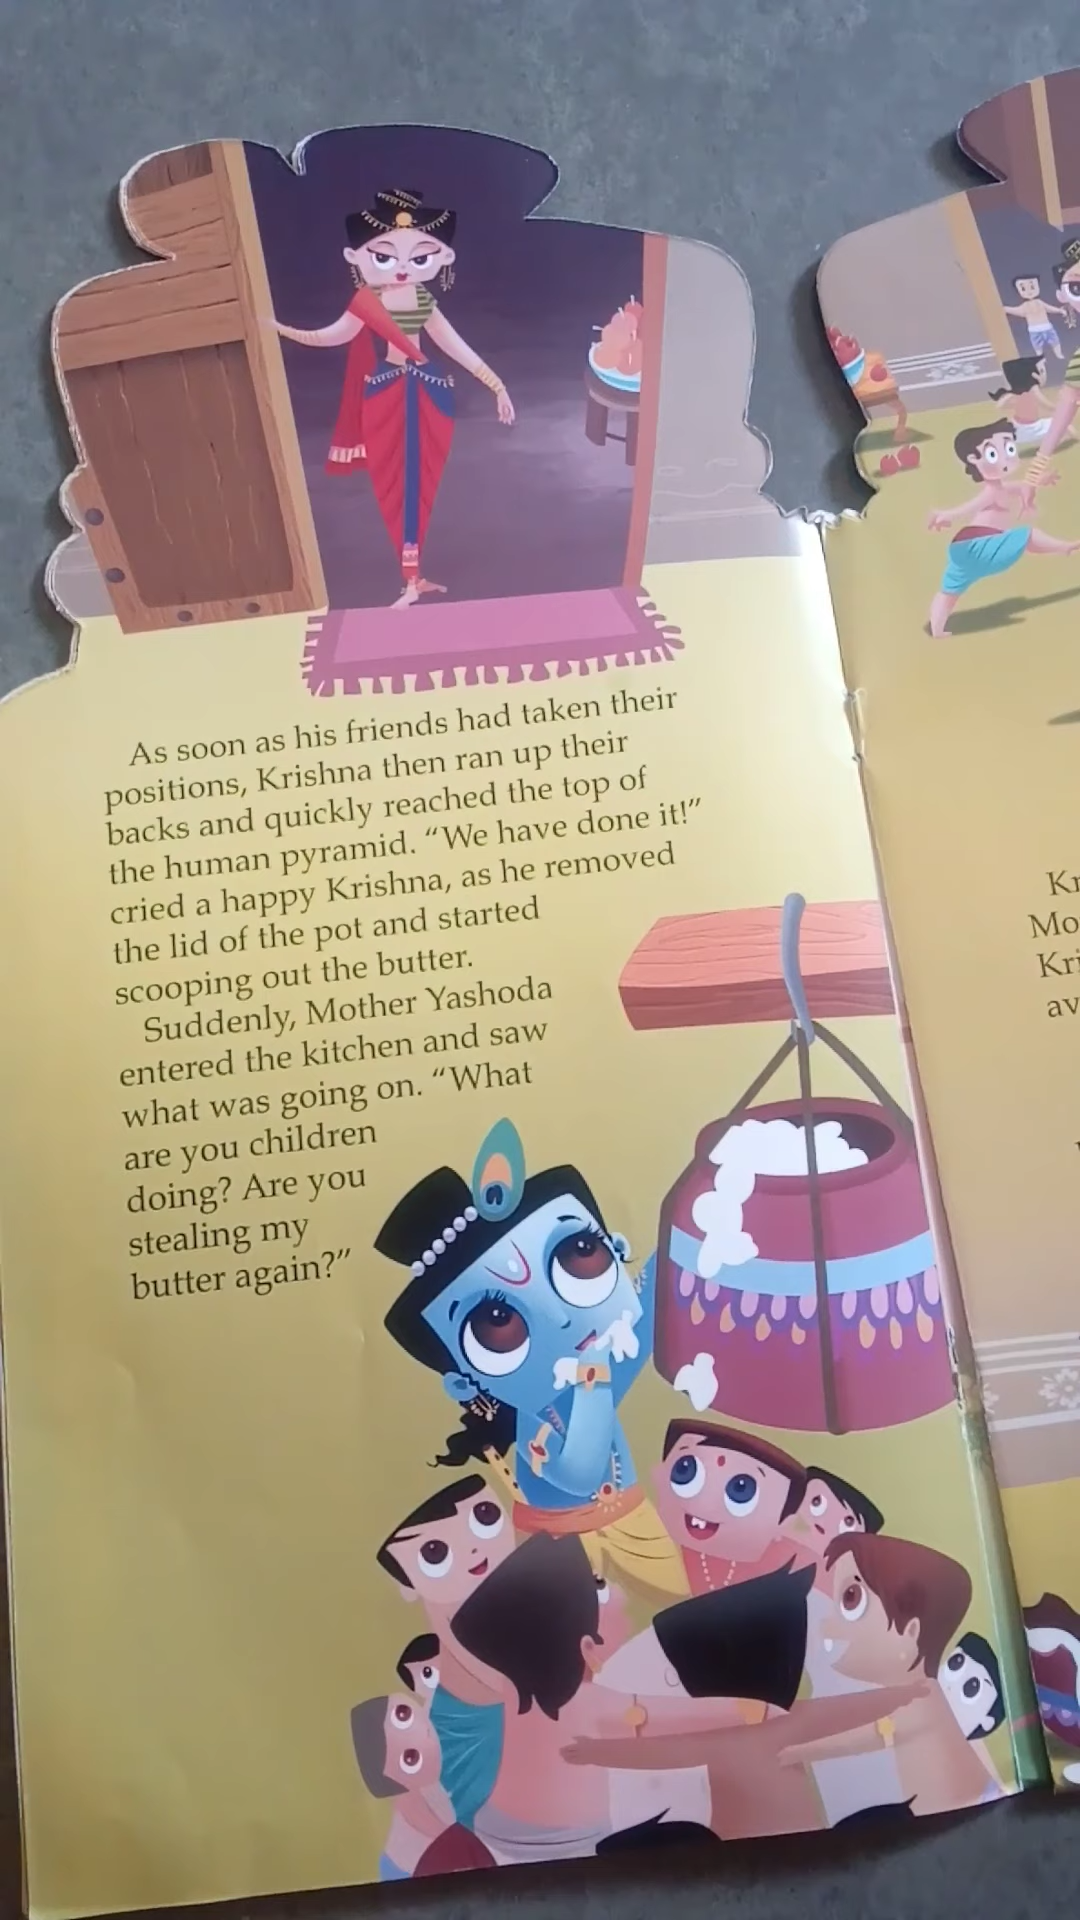 As soon as his friends had taken their
positions, Krishna then ran up their
backs and quickly reached the top of
the human pyramid. “We have done it!”
cried a happy Krishna, as he removed
the lid of the pot and started
scooping out the butter.
Suddenly, Mother Yashoda
entered the kitchen and saw
what was going on. “What
are you children
doing? Are you
stealing my
butter again?”